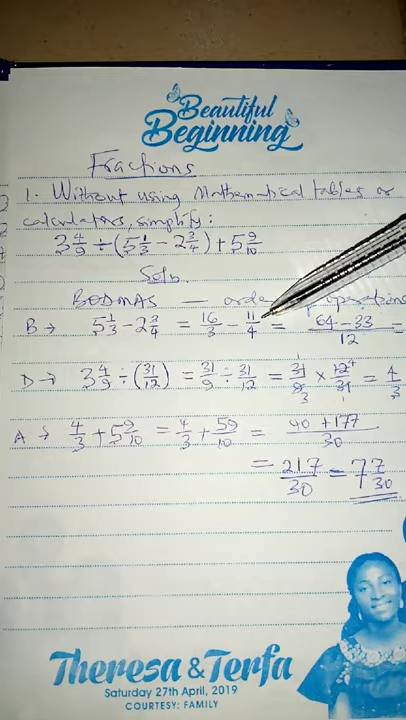 Beautiful
Beginning
Fractions
1. Without using Mathematical tables or
calculators, simplify:
3 4/9 ÷ (5 1/3 − 2 3/4) + 5 9/10
Soln.
BODMAS — order operations
B → 5 1/3 − 2 3/4 = 16/3 − 11/4 = 64 − 33/12 =
D → 3 4/9 ÷ (31/12) = 31/9 ÷ 31/12 = 31/9 3 × 12 4/31 1 = 4/3
A → 4/3 + 5 9/10 = 4/3 + 59/10 = 40 + 177/30
= 217/30 = 7 7/30
Theresa & Terfa
Saturday 27th April, 2019
COURTESY: FAMILY